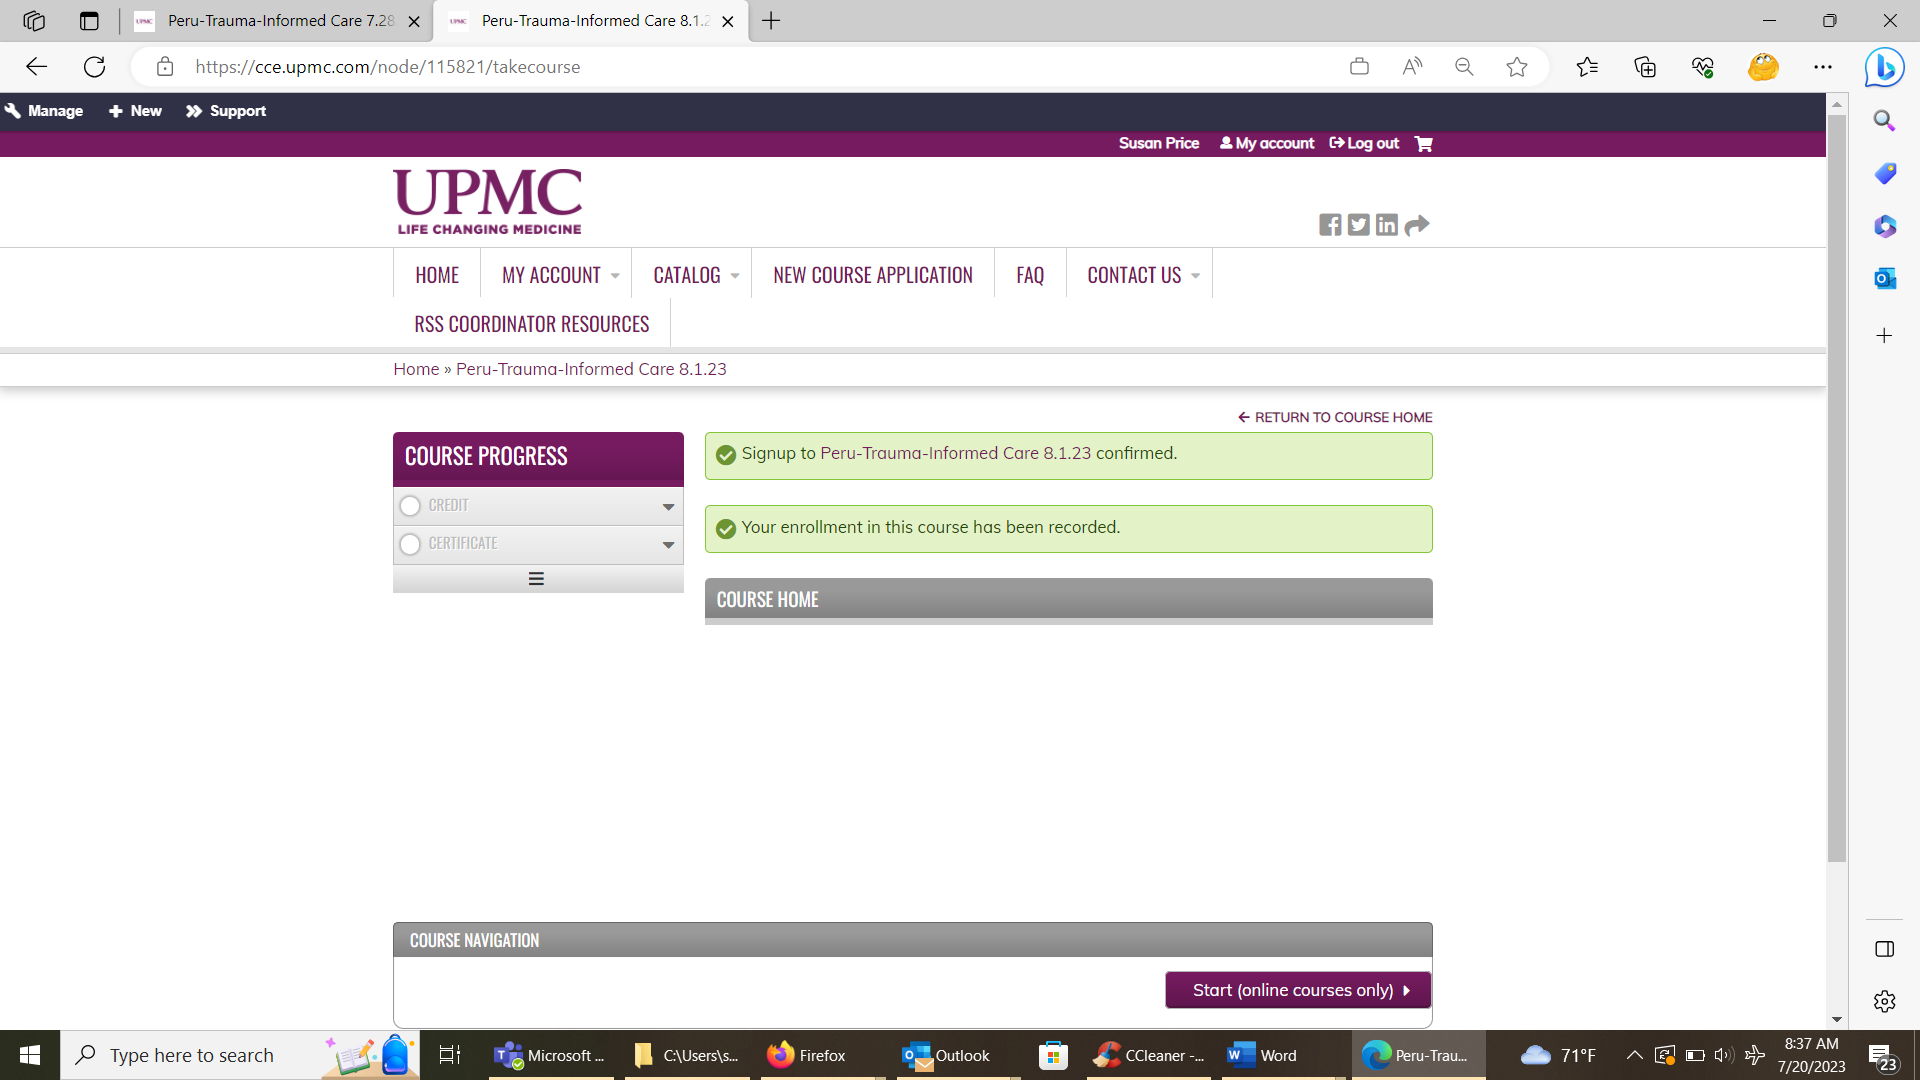 Peru-Trauma-Informed Care 7.28
Peru-Trauma-Informed Care 8.1.2
https://cce.upmc.com/node/115821/takecourse
Manage New Support
Susan Price My account Log out
UPMC
LIFE CHANGING MEDICINE
HOME MY ACCOUNT CATALOG NEW COURSE APPLICATION FAQ CONTACT US
RSS COORDINATOR RESOURCES
Home » Peru-Trauma-Informed Care 8.1.23
RETURN TO COURSE HOME
COURSE PROGRESS
CREDIT
CERTIFICATE
Signup to Peru-Trauma-Informed Care 8.1.23 confirmed.
Your enrollment in this course has been recorded.
COURSE HOME
COURSE NAVIGATION
Start (online courses only)
Type here to search
Microsoft ...
C:\Users\s...
Firefox
Outlook
CCleaner -...
Word
Peru-Trau...
71°F
8:37 AM
7/20/2023
23